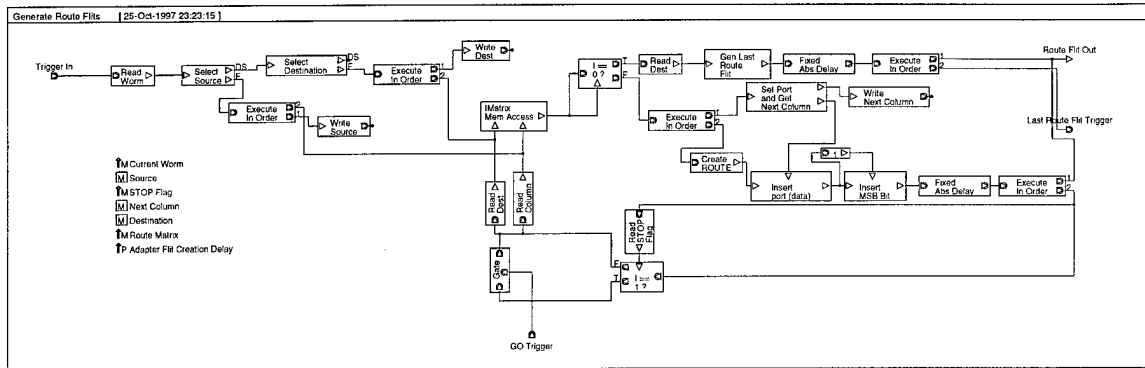 Generate Route Flits [ 25-Oct-1997 23:23:15 ]
Trigger In
Read
Worm
Select
Source
DS
F
Select
Destination
DS
F
Execute
In Order
1
2
Write
Dest
Execute
In Order
2
1
Write
Source
IMatrix
Mem Access
I ==
0 ?
T
F
Read
Dest
Gen Last
Route
Flit
Fixed
Abs Delay
Execute
In Order
1
2
Route Flit Out
Last Route Flit Trigger
Execute
In Order
1
2
Set Port
and Get
Next Column
Write
Next Column
Create
ROUTE
Insert
port (data)
1
Insert
MSB Bit
Fixed
Abs Delay
Execute
In Order
1
2
Read
Dest
Read
Column
Read
STOP
Flag
Gate
F
T
I ==
1 ?
GO Trigger
M Current Worm
M Source
M STOP Flag
M Next Column
M Destination
M Route Matrix
P Adapter Flit Creation Delay